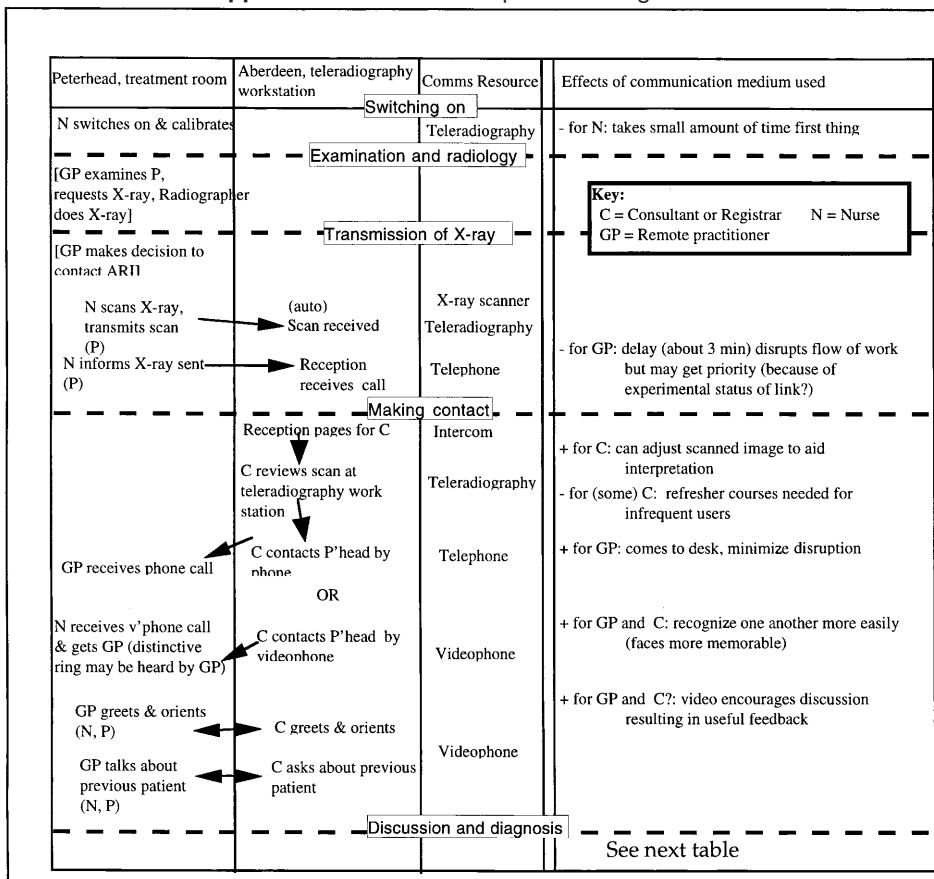 Peterhead, treatment room
Aberdeen, teleradiography
workstation
Comms Resource
Effects of communication medium used
Switching on
N switches on & calibrates
Teleradiography
- for N: takes small amount of time first thing
Examination and radiology
[GP examines P,
requests X-ray, Radiographer
does X-ray]
Key:
C = Consultant or Registrar N = Nurse
GP = Remote practitioner
Transmission of X-ray
[GP makes decision to
contact ARI]
N scans X-ray,
transmits scan
(P)
(auto)
Scan received
X-ray scanner
Teleradiography
N informs X-ray sent
(P)
Reception
receives call
Telephone
- for GP: delay (about 3 min) disrupts flow of work
but may get priority (because of
experimental status of link?)
Making contact
Reception pages for C
Intercom
C reviews scan at
teleradiography work
station
Teleradiography
+ for C: can adjust scanned image to aid
interpretation
- for (some) C: refresher courses needed for
infrequent users
GP receives phone call
C contacts P'head by
phone
Telephone
+ for GP: comes to desk, minimize disruption
OR
N receives v'phone call
& gets GP (distinctive
ring may be heard by GP)
C contacts P'head by
videophone
Videophone
+ for GP and C: recognize one another more easily
(faces more memorable)
GP greets & orients
(N, P)
C greets & orients
+ for GP and C?: video encourages discussion
resulting in useful feedback
Videophone
GP talks about
previous patient
(N, P)
C asks about previous
patient
Discussion and diagnosis
See next table